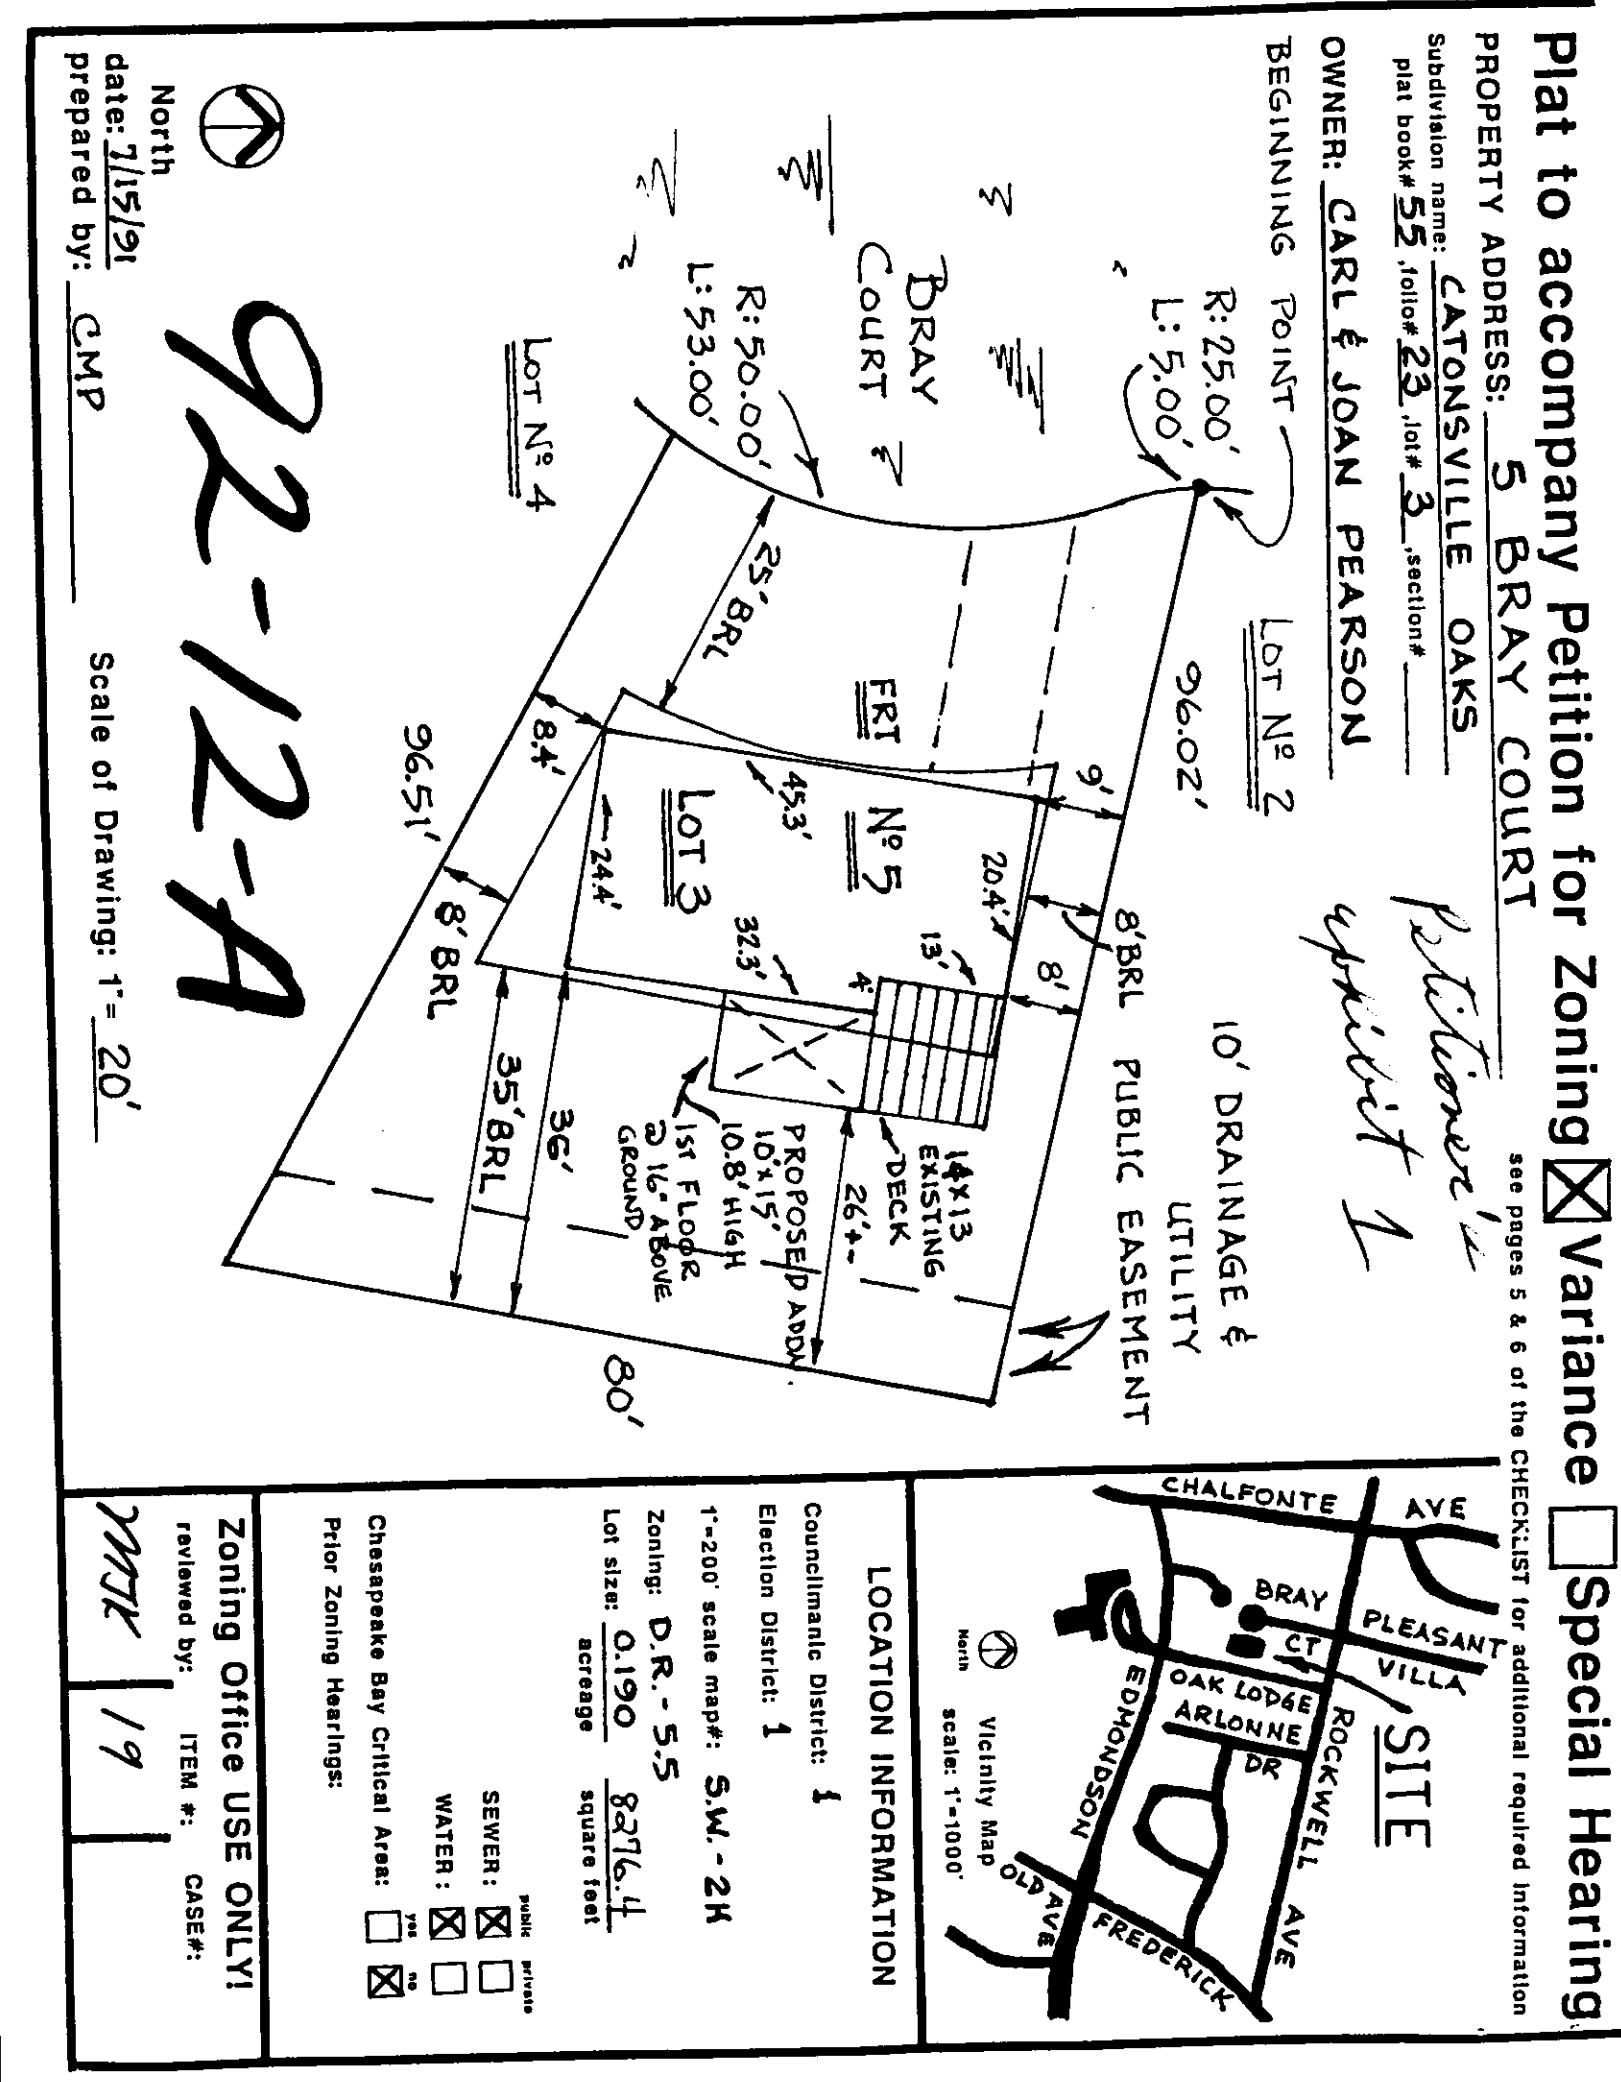 Plat to accompany Petition for Zoning ☒ Variance ☐ Special Hearing
PROPERTY ADDRESS: 5 BRAY COURT
see pages 5 & 6 of the CHECKLIST for additional required information
Subdivision name: CATONSVILLE OAKS
plat book# 55, folio# 23, lot# 3, section#
OWNER: CARL & JOAN PEARSON
Petitioner's
Exhibit 1
BEGINNING POINT
R: 25.00'
L: 5.00'
BRAY
COURT
R: 50.00'
L: 53.00'
LOT Nº 2
96.02'
LOT Nº 4
96.51'
10' DRAINAGE &
UTILITY
PUBLIC EASEMENT
25' BRL
FRT
9'
8' BRL
8'
20.4'
13'
Nº 5
45.3'
LOT 3
32.3'
4'
24.4'
8.4'
8' BRL
14X13
EXISTING
DECK
26'+-
PROPOSED ADDN
10'X15'
10.8' HIGH
1ST FLOOR
@ 16" ABOVE
GROUND
36'
35' BRL
80'
92-12-A
North
date: 7/15/91
prepared by: CMP
Scale of Drawing: 1"= 20'
CHALFONTE AVE
BRAY CT
PLEASANT
VILLA
OAK LODGE
ARLONNE
DR
ROCKWELL AVE
EDMONDSON
AVE
OLD
FREDERICK
SITE
North
Vicinity Map
scale: 1"=1000'
LOCATION INFORMATION
Councilmanic District: 1
Election District: 1
1"=200' scale map#: S.W.-2H
Zoning: D.R.-5.5
Lot size: 0.190 8276.4
acreage square feet
public private
SEWER: ☒ ☐
WATER: ☒ ☐
yes no
Chesapeake Bay Critical Area: ☐ ☒
Prior Zoning Hearings:
Zoning Office USE ONLY!
reviewed by: ITEM #: CASE#:
MJK 19